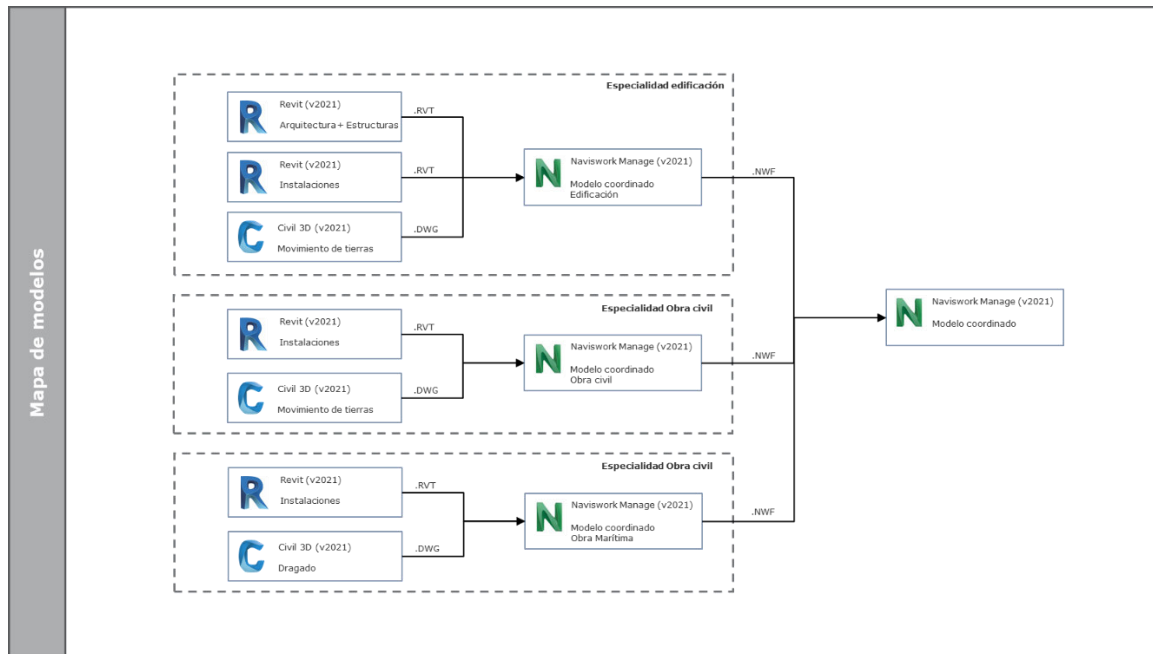 Mapa de modelos
Especialidad edificación
Revit (v2021)
Arquitectura + Estructuras
.RVT
Revit (v2021)
Instalaciones
.RVT
Civil 3D (v2021)
Movimiento de tierras
.DWG
Naviswork Manage (v2021)
Modelo coordinado
Edificación
.NWF
Especialidad Obra civil
Revit (v2021)
Instalaciones
.RVT
Civil 3D (v2021)
Movimiento de tierras
.DWG
Naviswork Manage (v2021)
Modelo coordinado
Obra civil
.NWF
Especialidad Obra civil
Revit (v2021)
Instalaciones
.RVT
Civil 3D (v2021)
Dragado
.DWG
Naviswork Manage (v2021)
Modelo coordinado
Obra Marítima
.NWF
Naviswork Manage (v2021)
Modelo coordinado